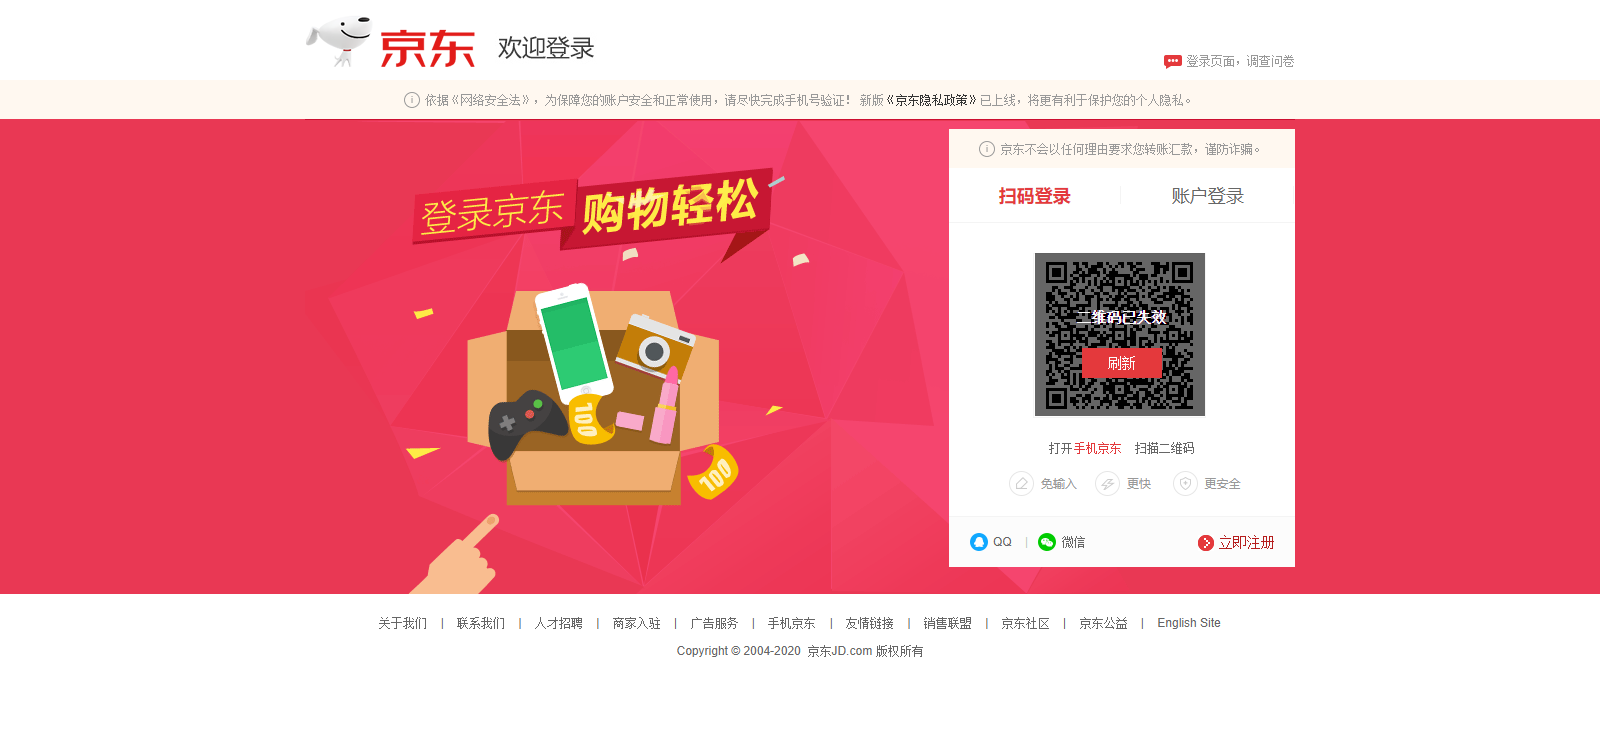 京东 欢迎登录
登录页面，调查问卷
依据《网络安全法》，为保障您的账户安全和正常使用，请尽快完成手机号验证！ 新版《京东隐私政策》已上线，将更有利于保护您的个人隐私。
登录京东 购物轻松
100
100
京东不会以任何理由要求您转账汇款，谨防诈骗。
扫码登录 账户登录
二维码已失效
刷新
打开手机京东 扫描二维码
免输入 更快 更安全
QQ | 微信 立即注册
关于我们 | 联系我们 | 人才招聘 | 商家入驻 | 广告服务 | 手机京东 | 友情链接 | 销售联盟 | 京东社区 | 京东公益 | English Site
Copyright © 2004-2020 京东JD.com 版权所有